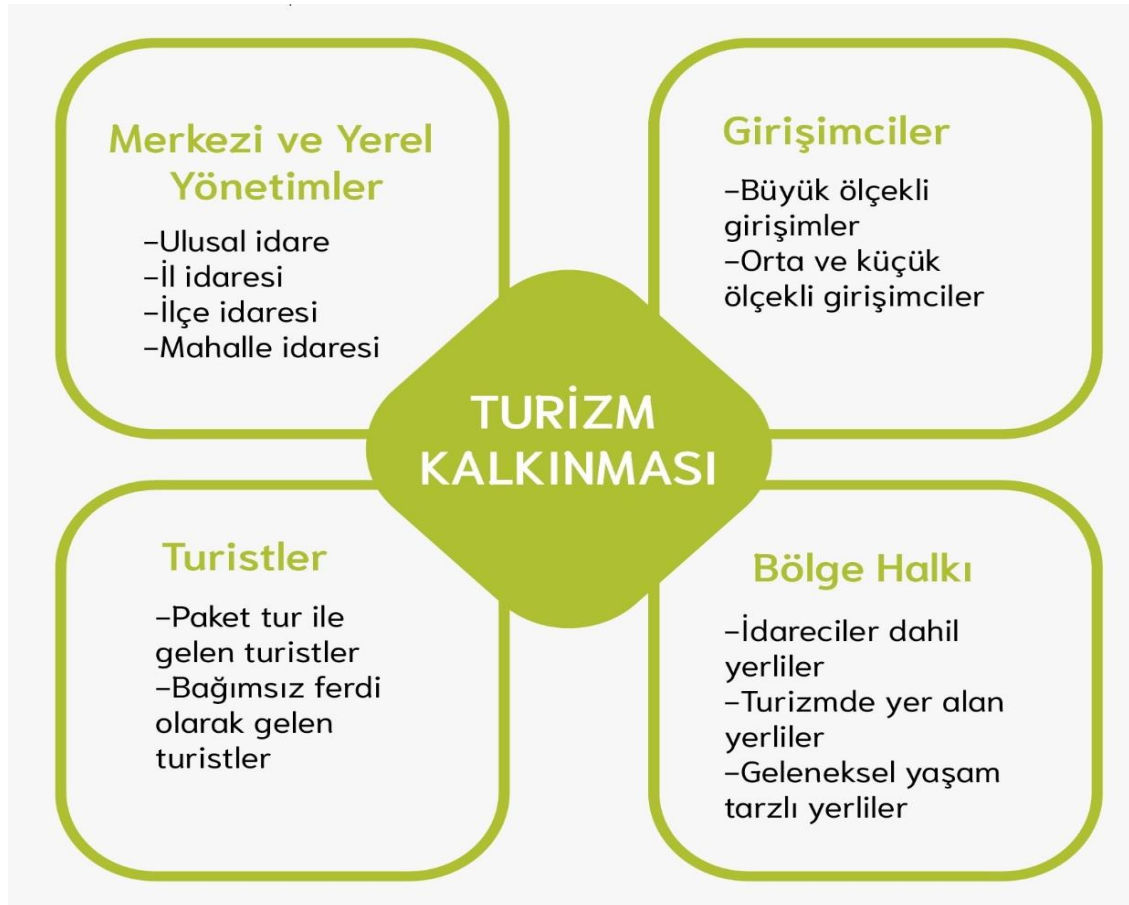 Merkezi ve Yerel
Yönetimler
–Ulusal idare
–İl idaresi
–İlçe idaresi
–Mahalle idaresi
Girişimciler
–Büyük ölçekli
girişimler
–Orta ve küçük
ölçekli girişimciler
TURİZM
KALKINMASI
Turistler
–Paket tur ile
gelen turistler
–Bağımsız ferdi
olarak gelen
turistler
Bölge Halkı
–İdareciler dahil
yerliler
–Turizmde yer alan
yerliler
–Geleneksel yaşam
tarzlı yerliler